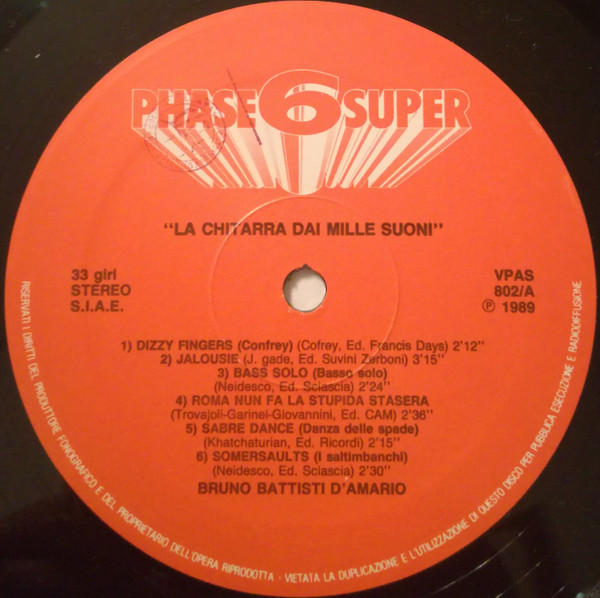 PHASE 6 SUPER
"LA CHITARRA DAI MILLE SUONI"
33 giri
STEREO
S.I.A.E.
VPAS
802/A
Ⓟ 1989
1) DIZZY FINGERS (Confrey) (Cofrey, Ed. Francis Days) 2'12"
2) JALOUSIE (J. gade, Ed. Suvini Zerboni) 3'15"
3) BASS SOLO (Basso solo)
(Neidesco, Ed. Sciascia) 2'24"
4) ROMA NUN FA LA STUPIDA STASERA
(Trovajoli-Garinei-Giovannini, Ed. CAM) 2'36"
5) SABRE DANCE (Danza delle spade)
(Khatchaturian, Ed. Ricordi) 2'15"
6) SOMERSAULTS (I saltimbanchi)
(Neidesco, Ed. Sciascia) 2'30"
BRUNO BATTISTI D'AMARIO
RISERVATI I DIRITTI DEL PRODUTTORE FONOGRAFICO E DEL PROPRIETARIO DELL'OPERA RIPRODOTTA - VIETATA LA DUPLICAZIONE E L'UTILIZZAZIONE DI QUESTO DISCO PER PUBBLICA ESECUZIONE E RADIODIFFUSIONE